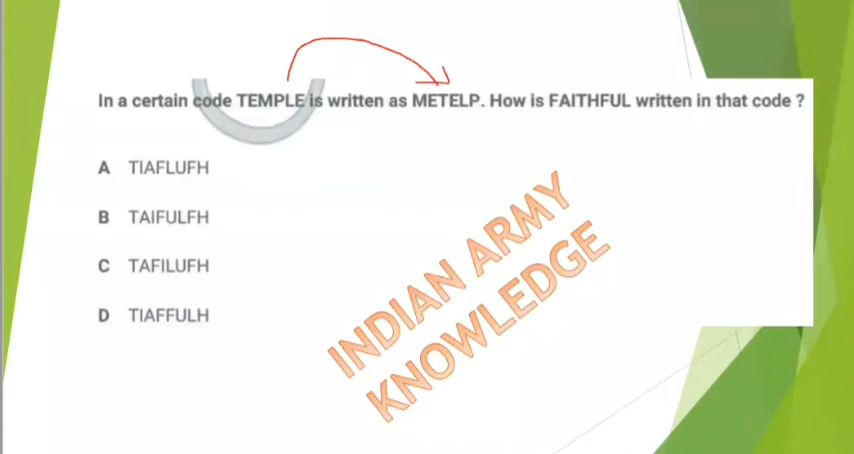 In a certain code TEMPLE is written as METELP. How is FAITHFUL written in that code ?
A TIAFLUFH
B TAIFULFH
C TAFILUFH
D TIAFFULH
INDIAN ARMY
KNOWLEDGE